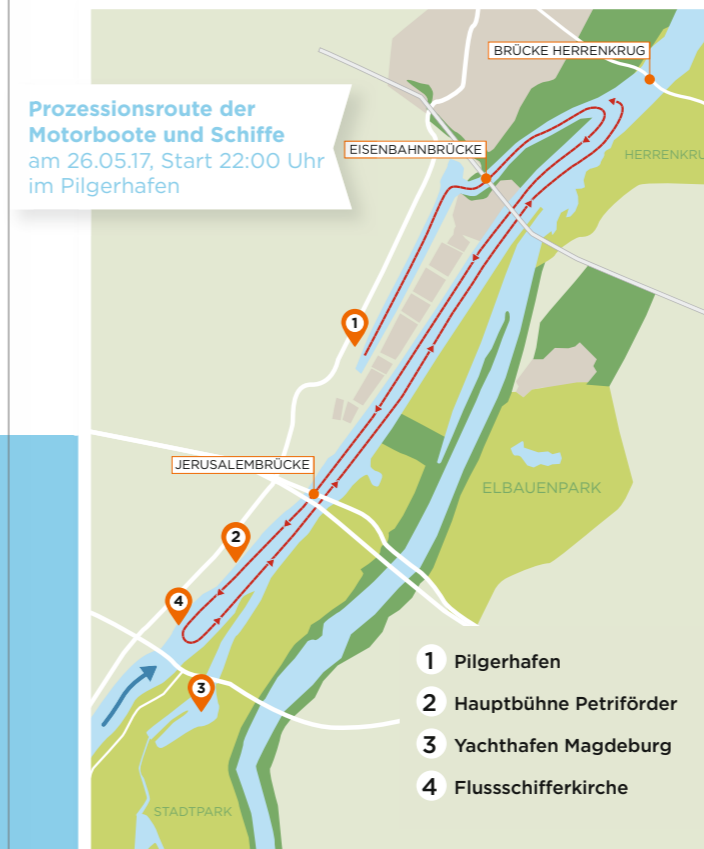 Prozessionsroute der
Motorboote und Schiffe
am 26.05.17, Start 22:00 Uhr
im Pilgerhafen
BRÜCKE HERRENKRUG
EISENBAHNBRÜCKE
HERRENKRU
1
JERUSALEMBRÜCKE
ELBAUENPARK
2
4
3
STADTPARK
1 Pilgerhafen
2 Hauptbühne Petriförder
3 Yachthafen Magdeburg
4 Flussschifferkirche